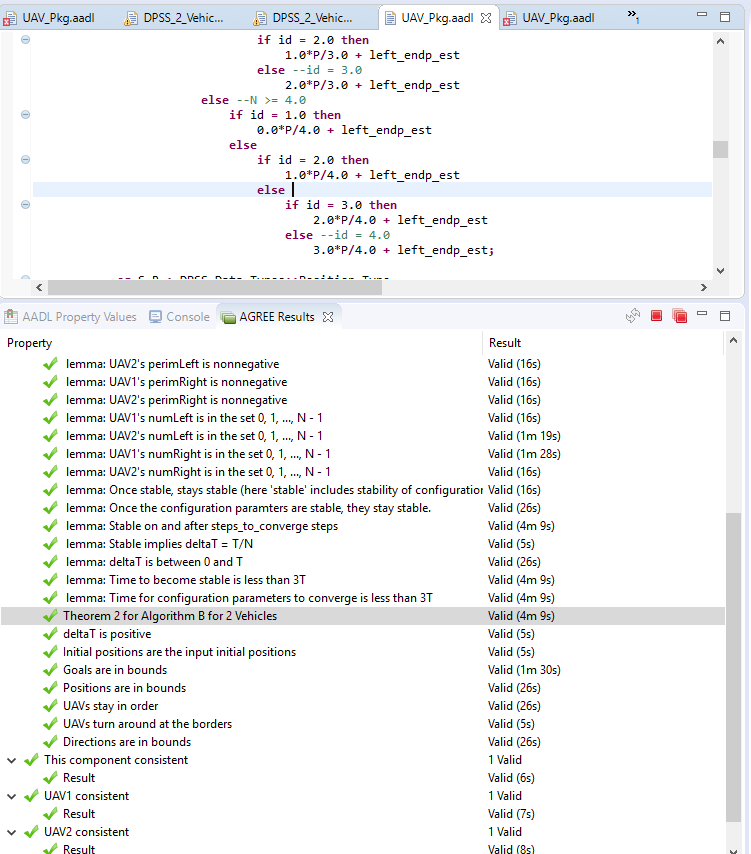 UAV_Pkg.aadl DPSS_2_Vehic... DPSS_2_Vehic... UAV_Pkg.aadl UAV_Pkg.aadl »1
if id = 2.0 then
1.0*P/3.0 + left_endp_est
else --id = 3.0
2.0*P/3.0 + left_endp_est
else --N >= 4.0
if id = 1.0 then
0.0*P/4.0 + left_endp_est
else
if id = 2.0 then
1.0*P/4.0 + left_endp_est
else
if id = 3.0 then
2.0*P/4.0 + left_endp_est
else --id = 4.0
3.0*P/4.0 + left_endp_est;
AADL Property Values Console AGREE Results
Property Result
lemma: UAV2's perimLeft is nonnegative Valid (16s)
lemma: UAV1's perimRight is nonnegative Valid (16s)
lemma: UAV2's perimRight is nonnegative Valid (16s)
lemma: UAV1's numLeft is in the set 0, 1, ..., N - 1 Valid (16s)
lemma: UAV2's numLeft is in the set 0, 1, ..., N - 1 Valid (1m 19s)
lemma: UAV1's numRight is in the set 0, 1, ..., N - 1 Valid (1m 28s)
lemma: UAV2's numRight is in the set 0, 1, ..., N - 1 Valid (16s)
lemma: Once stable, stays stable (here 'stable' includes stability of configuration Valid (16s)
lemma: Once the configuration paramters are stable, they stay stable. Valid (26s)
lemma: Stable on and after steps_to_converge steps Valid (4m 9s)
lemma: Stable implies deltaT = T/N Valid (5s)
lemma: deltaT is between 0 and T Valid (26s)
lemma: Time to become stable is less than 3T Valid (4m 9s)
lemma: Time for configuration parameters to converge is less than 3T Valid (4m 9s)
Theorem 2 for Algorithm B for 2 Vehicles Valid (4m 9s)
deltaT is positive Valid (5s)
Initial positions are the input initial positions Valid (5s)
Goals are in bounds Valid (1m 30s)
Positions are in bounds Valid (26s)
UAVs stay in order Valid (26s)
UAVs turn around at the borders Valid (5s)
Directions are in bounds Valid (26s)
This component consistent 1 Valid
Result Valid (6s)
UAV1 consistent 1 Valid
Result Valid (7s)
UAV2 consistent 1 Valid
Result Valid (8s)